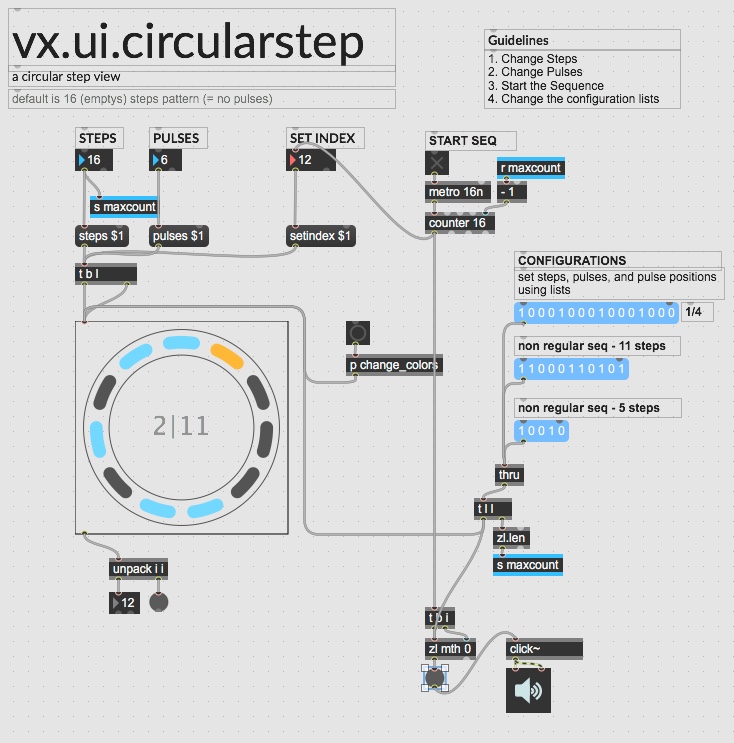 vx.ui.circularstep
a circular step view
default is 16 (emptys) steps pattern (= no pulses)
Guidelines
1. Change Steps
2. Change Pulses
3. Start the Sequence
4. Change the configuration lists
STEPS
PULSES
SET INDEX
START SEQ
16
6
12
r maxcount
metro 16n
- 1
s maxcount
counter 16
steps $1
pulses $1
setindex $1
t b l
CONFIGURATIONS
set steps, pulses, and pulse positions
using lists
1 0 0 0 1 0 0 0 1 0 0 0 1 0 0 0
1/4
non regular seq - 11 steps
1 1 0 0 0 1 1 0 1 0 1
p change_colors
non regular seq - 5 steps
1 0 0 1 0
2|11
thru
t l l
zl.len
s maxcount
unpack i i
12
t b i
zl mth 0
click~